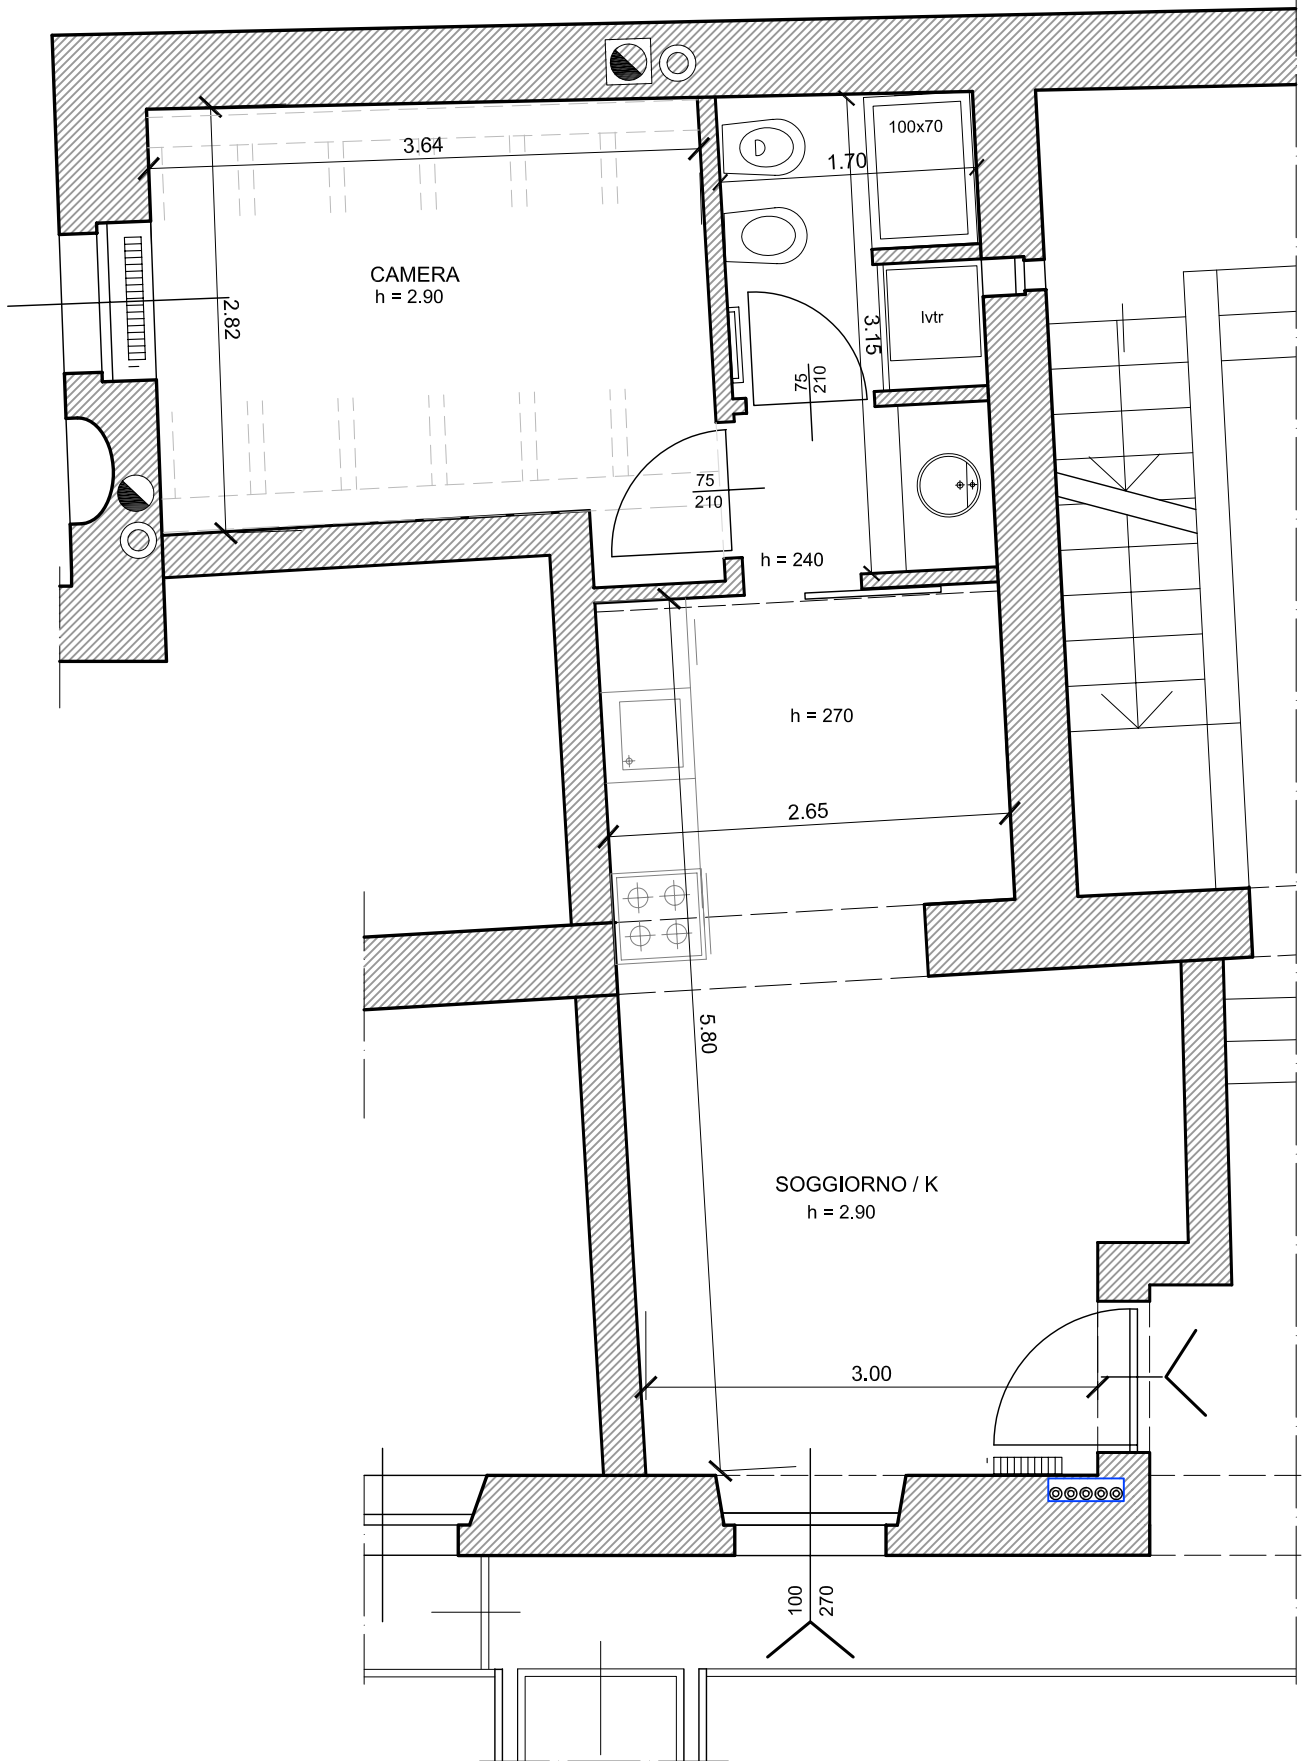 100x70
3.64
1.70
CAMERA
h = 2.90
2.82
lvtr
3.15
75
210
75
210
h = 240
h = 270
2.65
5.80
SOGGIORNO / K
h = 2.90
3.00
100
270